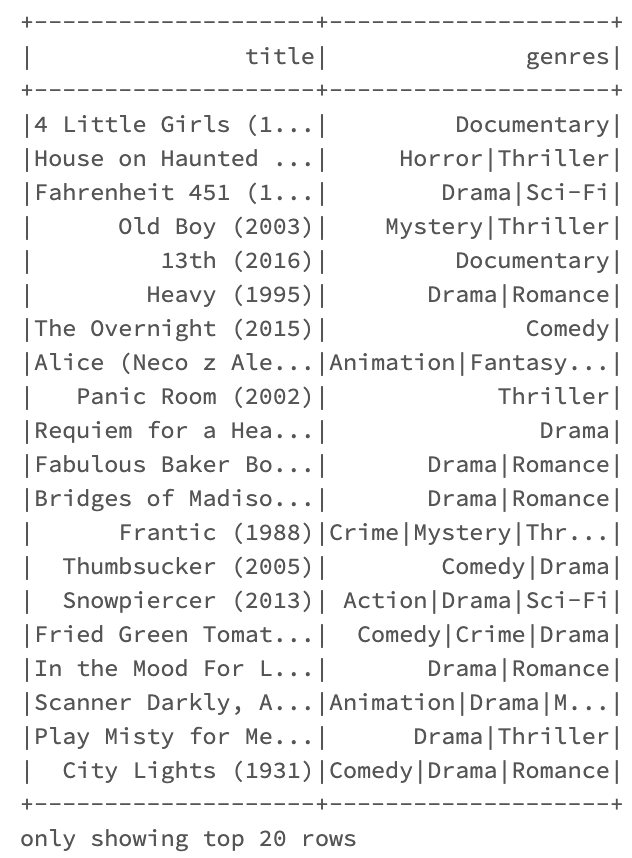 +--------------------+--------------------+
|               title|              genres|
+--------------------+--------------------+
|4 Little Girls (1...|         Documentary|
|House on Haunted ...|     Horror|Thriller|
|Fahrenheit 451 (1...|        Drama|Sci-Fi|
|      Old Boy (2003)|    Mystery|Thriller|
|         13th (2016)|         Documentary|
|        Heavy (1995)|       Drama|Romance|
|The Overnight (2015)|              Comedy|
|Alice (Neco z Ale...|Animation|Fantasy...|
|   Panic Room (2002)|            Thriller|
|Requiem for a Hea...|               Drama|
|Fabulous Baker Bo...|       Drama|Romance|
|Bridges of Madiso...|       Drama|Romance|
|      Frantic (1988)|Crime|Mystery|Thr...|
|  Thumbsucker (2005)|        Comedy|Drama|
|  Snowpiercer (2013)| Action|Drama|Sci-Fi|
|Fried Green Tomat...|  Comedy|Crime|Drama|
|In the Mood For L...|       Drama|Romance|
|Scanner Darkly, A...|Animation|Drama|M...|
|Play Misty for Me...|      Drama|Thriller|
|  City Lights (1931)|Comedy|Drama|Romance|
+--------------------+--------------------+
only showing top 20 rows